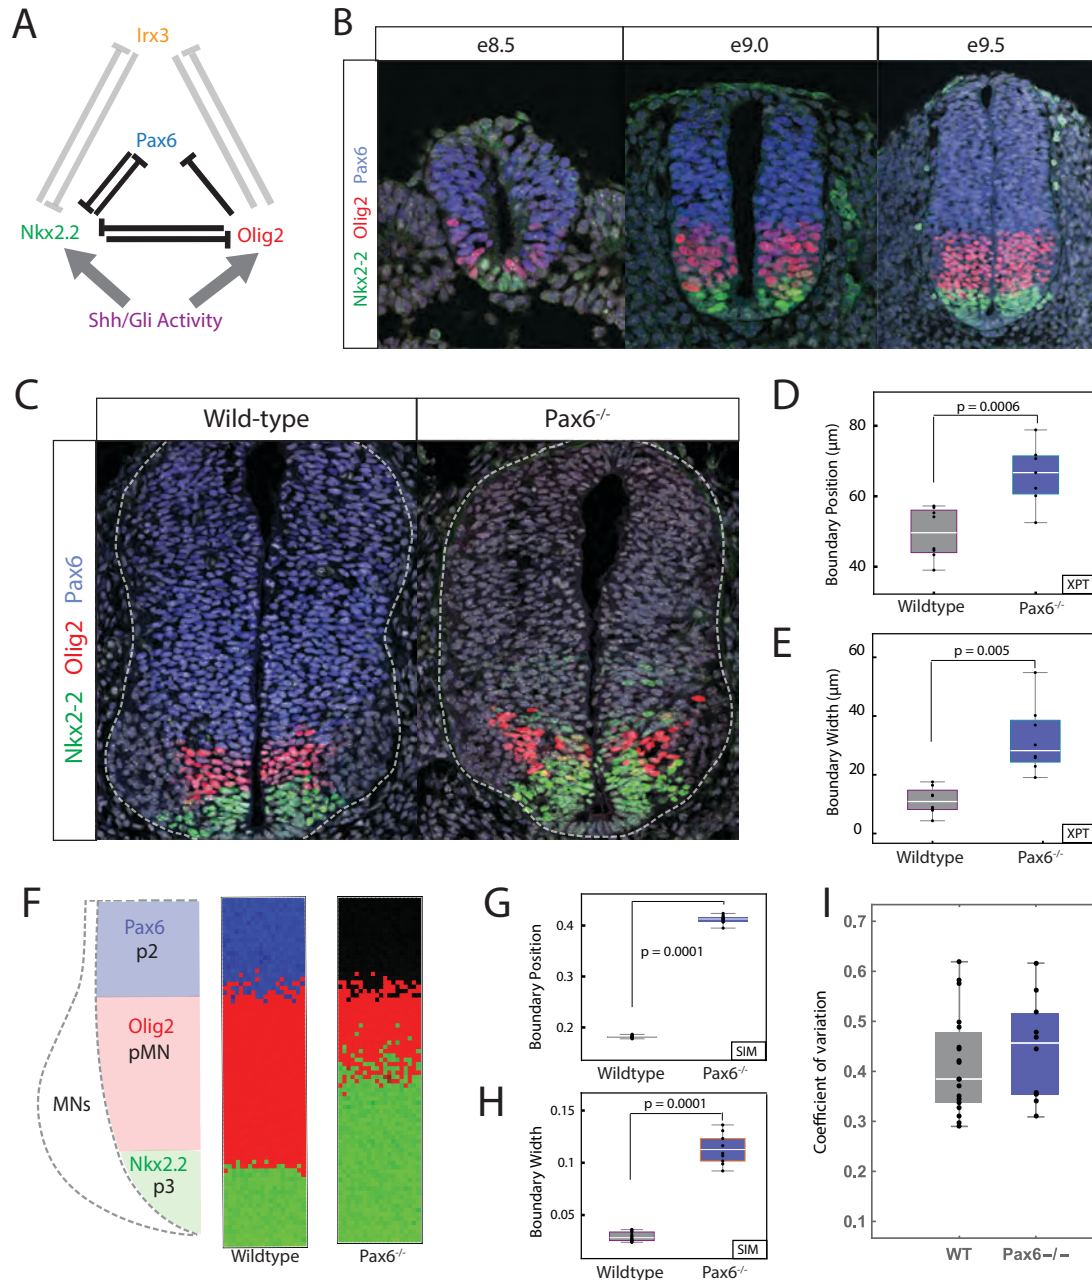 A
Irx3
Pax6
Nkx2.2
Olig2
Shh/Gli Activity
B
e8.5
e9.0
e9.5
Nkx2-2 Olig2 Pax6
C
Wild-type
Pax6-/-
Nkx2-2 Olig2 Pax6
D
p = 0.0006
Boundary Position (μm)
80
60
40
XPT
Wildtype
Pax6-/-
E
p = 0.005
Boundary Width (μm)
60
40
20
0
XPT
Wildtype
Pax6-/-
F
Pax6
p2
Olig2
pMN
MNs
Nkx2.2
p3
Wildtype
Pax6-/-
G
Boundary Position
0.4
0.3
0.2
p = 0.0001
SIM
Wildtype
Pax6-/-
H
p = 0.0001
Boundary Width
0.15
0.1
0.05
SIM
Wildtype
Pax6-/-
I
Coefficient of variation
0.7
0.6
0.5
0.4
0.3
0.2
0.1
WT
Pax6−/−